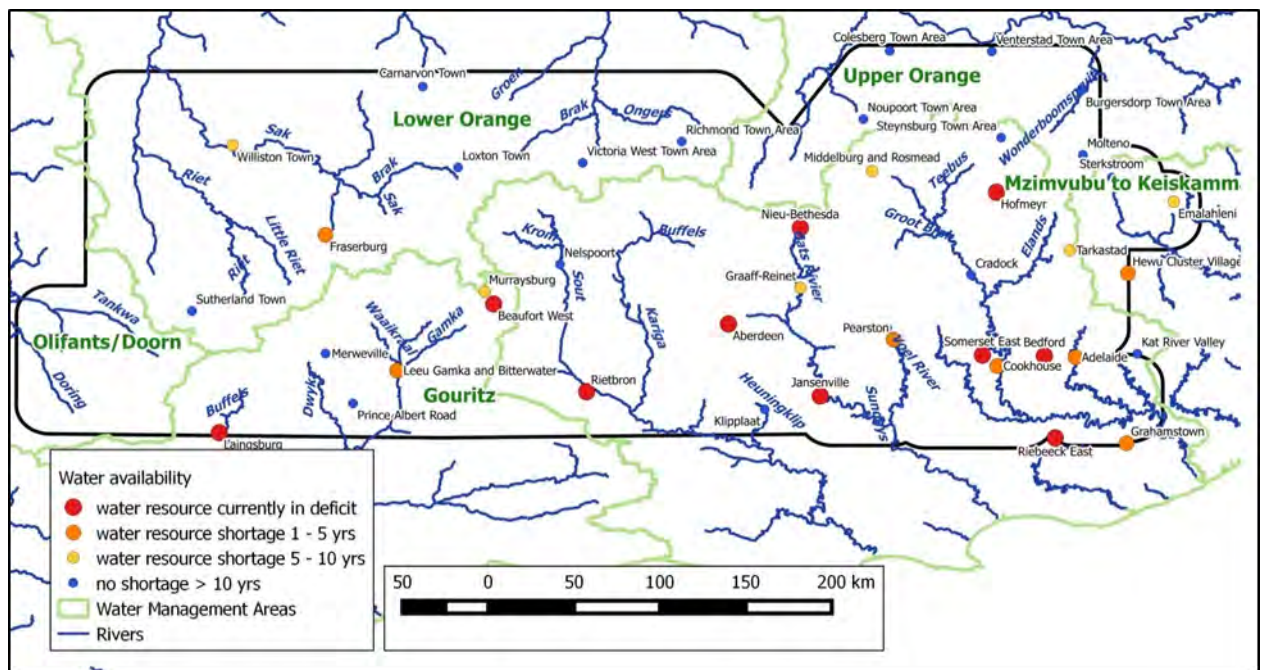 Colesberg Town Area
Venterstad Town Area
Carnarvon Town
Groen
Upper Orange
Burgersdorp Town Area
Lower Orange
Brak
Ongers
Noupoort Town Area
Steynsburg Town Area
Richmond Town Area
Sak
Williston Town
Brak
Loxton Town
Victoria West Town Area
Middelburg and Rosmead
Teebus
Molteno
Sterkstroom
Riet
Sak
Mzimvubu to Keiskamm
Hofmeyr
Emalahleni
Nieu-Bethesda
Little Riet
Fraserburg
Krom
Buffels
Elands
Nelspoort
Tarkastad
Riet
Graaff-Reinet
Cradock
Hewu Cluster Village
Murraysburg
Sutherland Town
Tankwa
Beaufort West
Sout
Waaikraal
Gamka
Kariga
Aberdeen
Pearston
Voel River
Olifants/Doorn
Merweville
Somerset East
Bedford
Kat River Valley
Adelaide
Cookhouse
Leeu Gamka and Bitterwater
Doring
Dwyka
Gouritz
Rietbron
Heuningklip
Jansenville
Sundays
Buffels
Prince Albert Road
Klipplaat
Laingsburg
Grahamstown
Riebeeck East
Water availability
water resource currently in deficit
water resource shortage 1 - 5 yrs
water resource shortage 5 - 10 yrs
no shortage > 10 yrs
Water Management Areas
Rivers
50 0 50 100 150 200 km